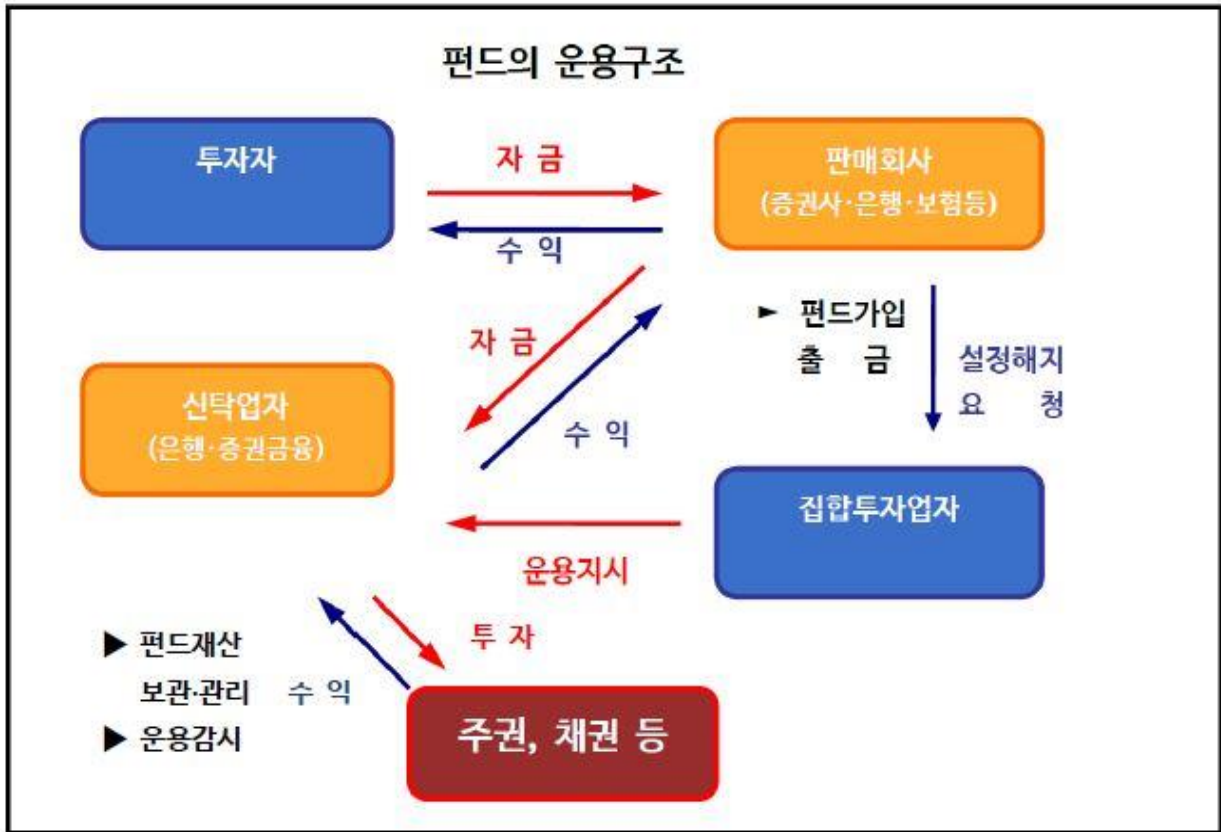 펀드의 운용구조
투자자
자 금
수 익
판매회사
(증권사·은행·보험등)
자 금
수 익
► 펀드가입
출 금
설정해지
요 청
신탁업자
(은행·증권금융)
집합투자업자
운용지시
투 자
▶ 펀드재산
보관·관리
수 익
▶ 운용감시
주권, 채권 등